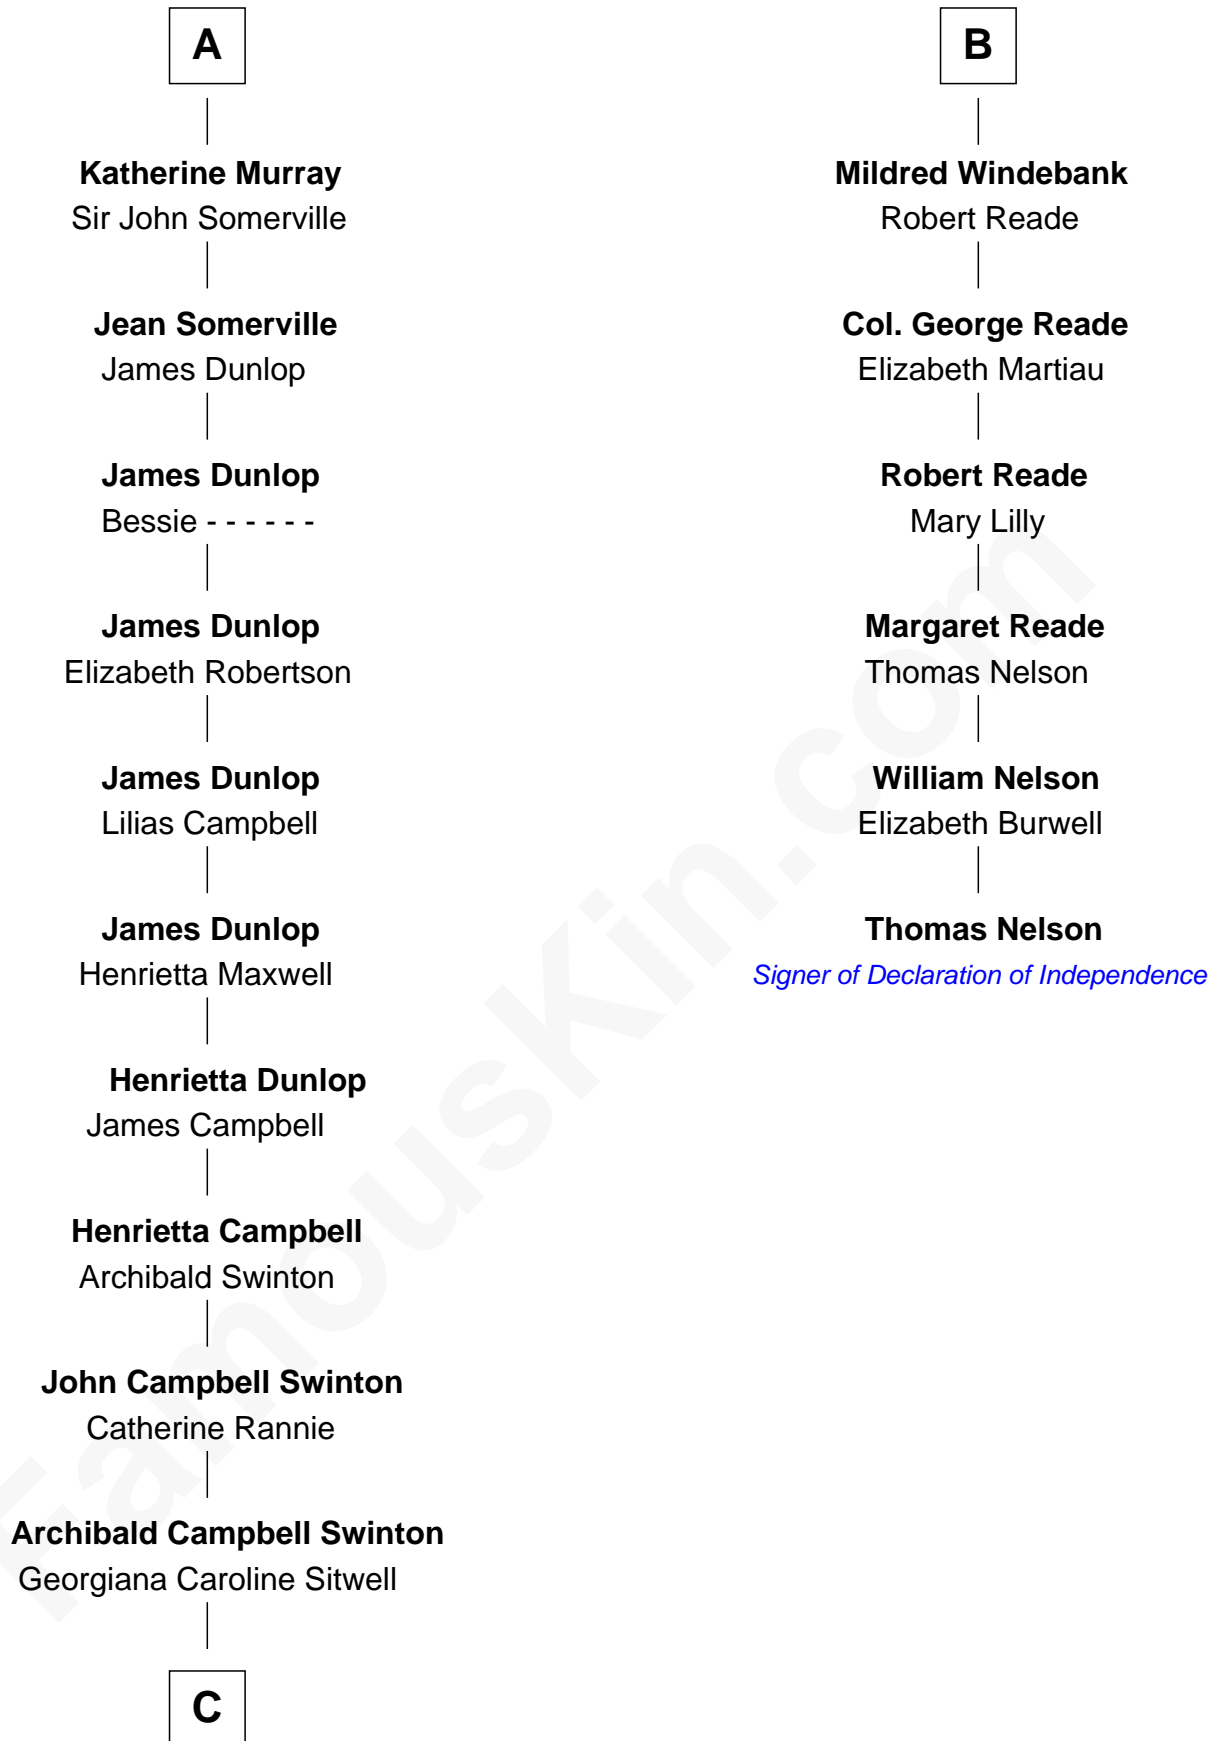 A
Katherine Murray
Sir John Somerville
Jean Somerville
James Dunlop
James Dunlop
Bessie - - - - - -
James Dunlop
Elizabeth Robertson
James Dunlop
Lilias Campbell
James Dunlop
Henrietta Maxwell
Henrietta Dunlop
James Campbell
Henrietta Campbell
Archibald Swinton
John Campbell Swinton
Catherine Rannie
Archibald Campbell Swinton
Georgiana Caroline Sitwell
C
B
Mildred Windebank
Robert Reade
Col. George Reade
Elizabeth Martiau
Robert Reade
Mary Lilly
Margaret Reade
Thomas Nelson
William Nelson
Elizabeth Burwell
Thomas Nelson
Signer of Declaration of Independence
FamousKin.com